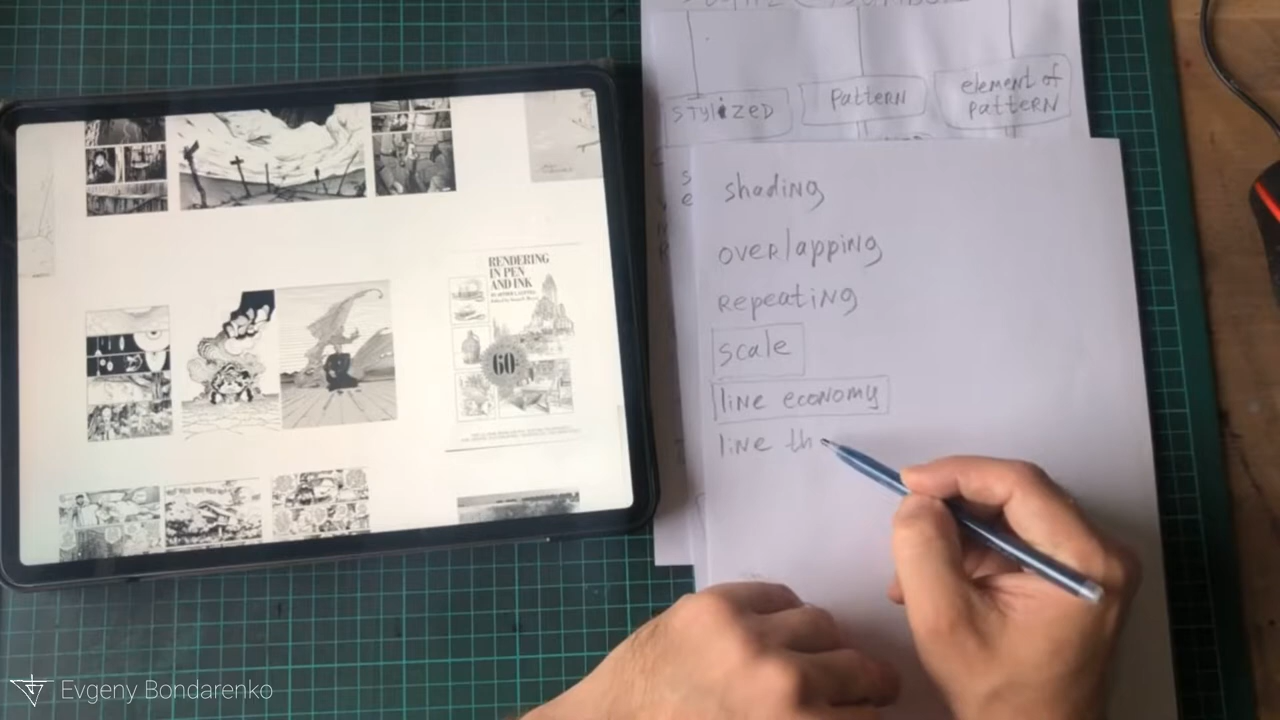 STYLIZED
Pattern
element of
pattern
shading
overlapping
Repeating
scale
line economy
line th
RENDERING
IN PEN
AND INK
60
Evgeny Bondarenko